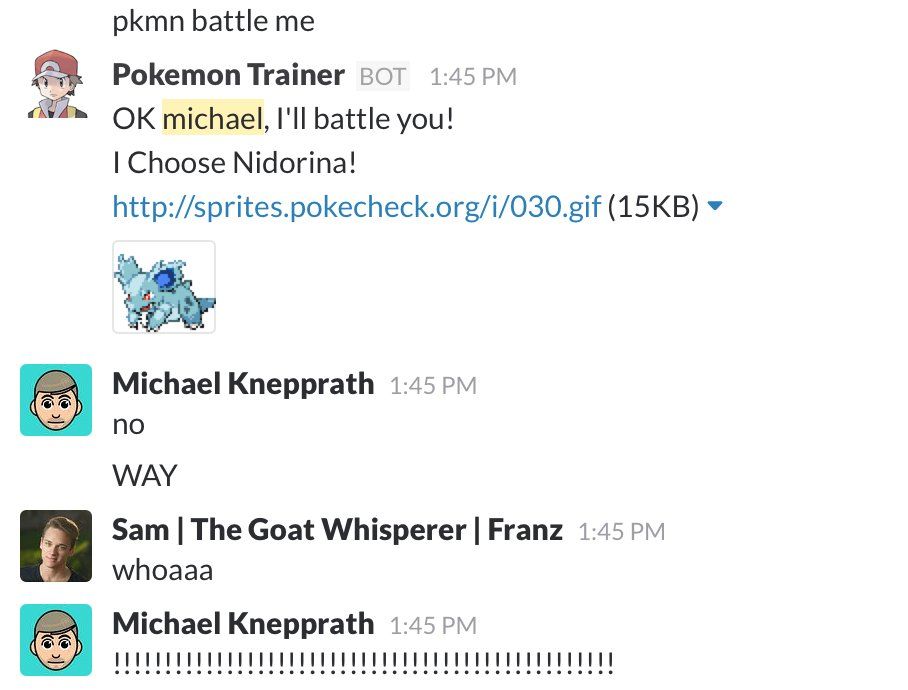 pkmn battle me
Pokemon Trainer BOT 1:45 PM
OK michael, I'll battle you!
I Choose Nidorina!
http://sprites.pokecheck.org/i/030.gif (15KB)
Michael Knepprath 1:45 PM
no
WAY
Sam | The Goat Whisperer | Franz 1:45 PM
whoaaa
Michael Knepprath 1:45 PM
!!!!!!!!!!!!!!!!!!!!!!!!!!!!!!!!!!!!!!!!!!!!!!!!!!